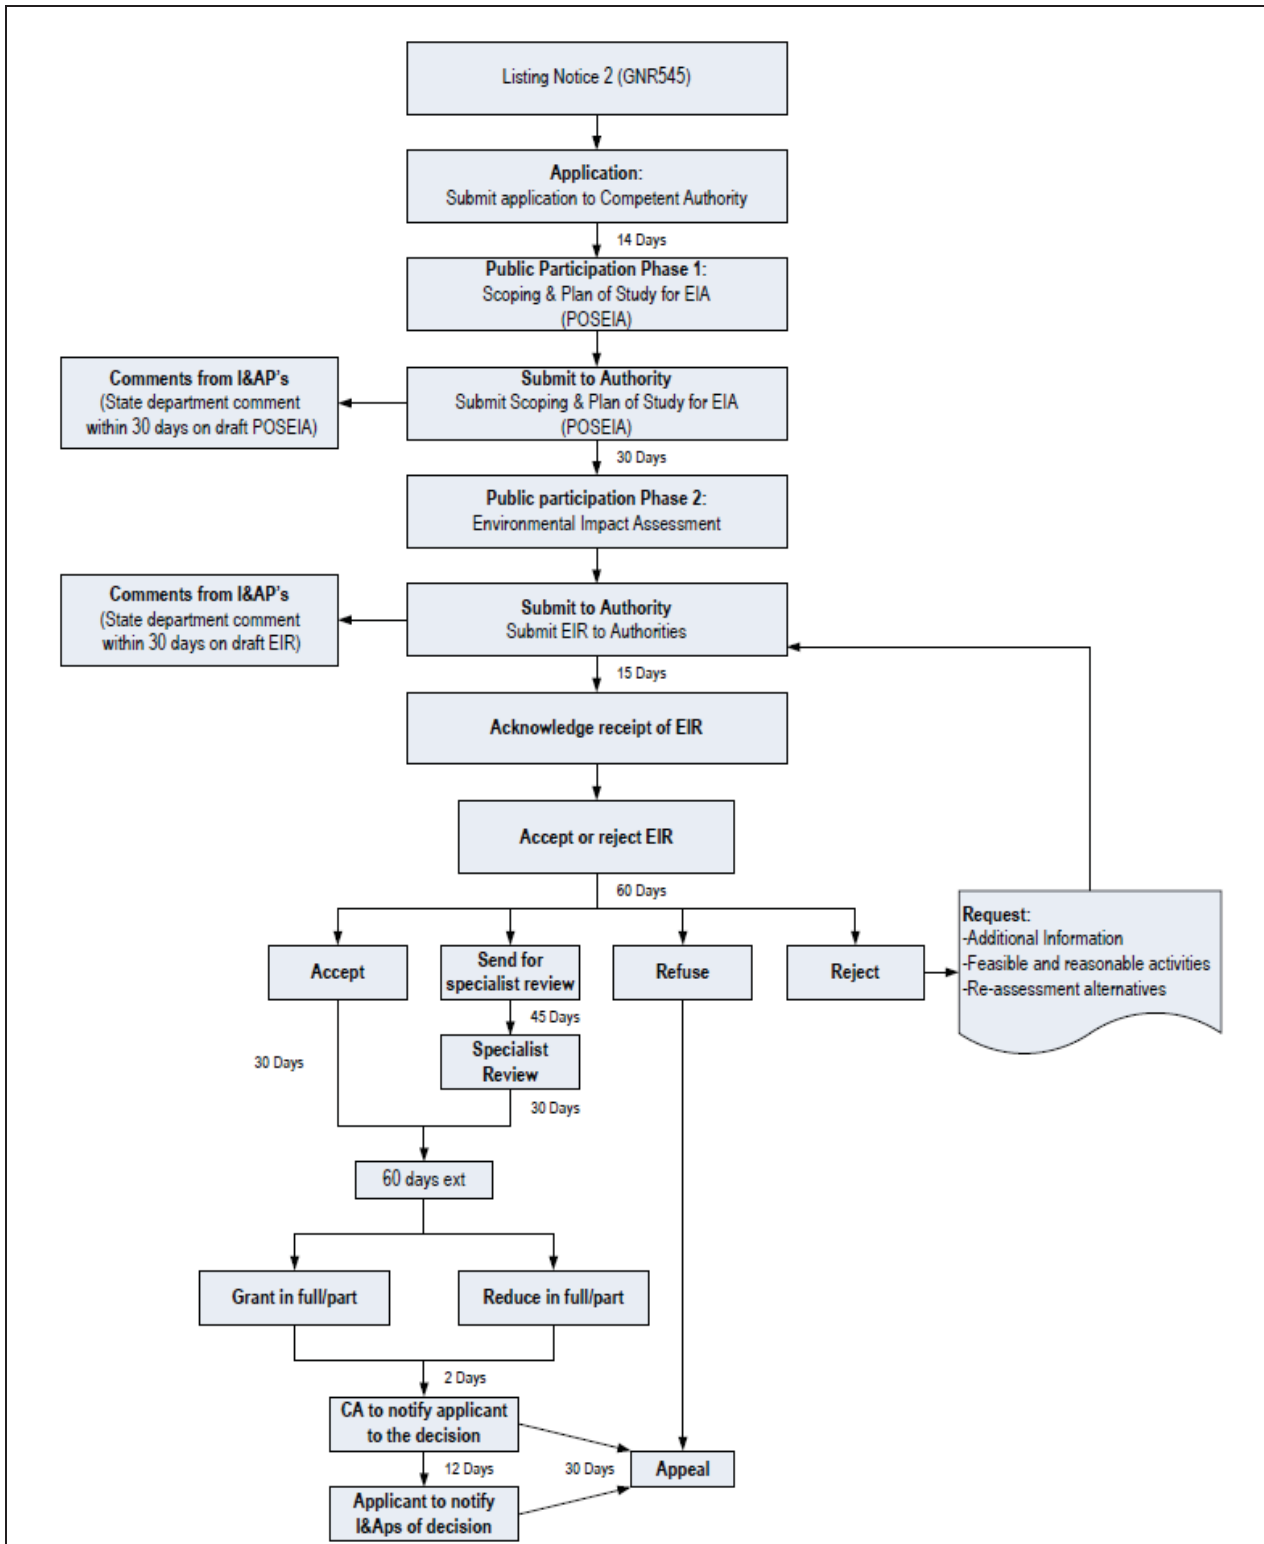 Listing Notice 2 (GNR545)
Application:
Submit application to Competent Authority
14 Days
Public Participation Phase 1:
Scoping & Plan of Study for EIA
(POSEIA)
Comments from I&AP's
(State department comment
within 30 days on draft POSEIA)
Submit to Authority
Submit Scoping & Plan of Study for EIA
(POSEIA)
30 Days
Public participation Phase 2:
Environmental Impact Assessment
Comments from I&AP's
(State department comment
within 30 days on draft EIR)
Submit to Authority
Submit EIR to Authorities
15 Days
Acknowledge receipt of EIR
Accept or reject EIR
60 Days
Accept
Send for
specialist review
Refuse
Reject
Request:
-Additional Information
-Feasible and reasonable activities
-Re-assessment alternatives
45 Days
Specialist
Review
30 Days
30 Days
60 days ext
Grant in full/part
Reduce in full/part
2 Days
CA to notify applicant
to the decision
12 Days
30 Days
Appeal
Applicant to notify
I&Aps of decision